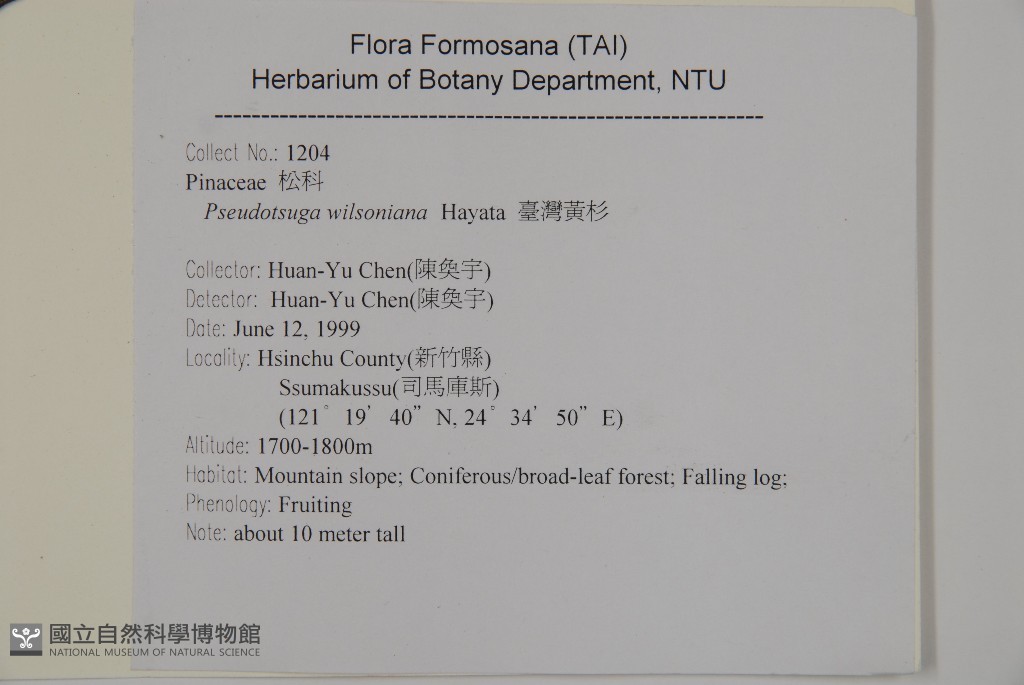 Flora Formosana (TAI)
Herbarium of Botany Department, NTU
------------------------------------------------------------
Collect No.: 1204
Pinaceae 松科
Pseudotsuga wilsoniana Hayata 臺灣黃杉
Collector: Huan-Yu Chen(陳奐宇)
Detector: Huan-Yu Chen(陳奐宇)
Date: June 12, 1999
Locality: Hsinchu County(新竹縣)
Ssumakussu(司馬庫斯)
(121° 19’ 40” N, 24° 34’ 50” E)
Altitude: 1700-1800m
Habitat: Mountain slope; Coniferous/broad-leaf forest; Falling log;
Phenology: Fruiting
Note: about 10 meter tall
國立自然科學博物館
NATIONAL MUSEUM OF NATURAL SCIENCE